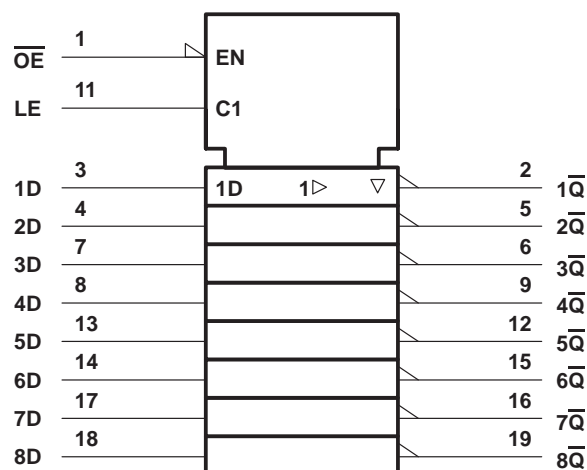 1
O̅E̅ EN
11
LE C1
3 2
1D 1D 1▷ ▽ 1Q̅
4 5
2D 2Q̅
7 6
3D 3Q̅
8 9
4D 4Q̅
13 12
5D 5Q̅
14 15
6D 6Q̅
17 16
7D 7Q̅
18 19
8D 8Q̅